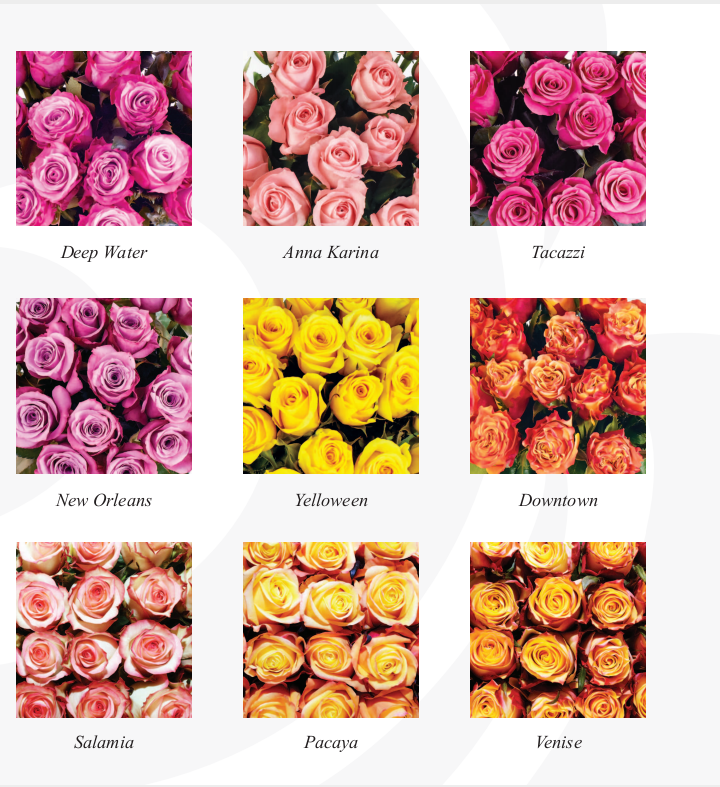 Deep Water
Anna Karina
Tacazzi
New Orleans
Yelloween
Downtown
Salamia
Pacaya
Venise